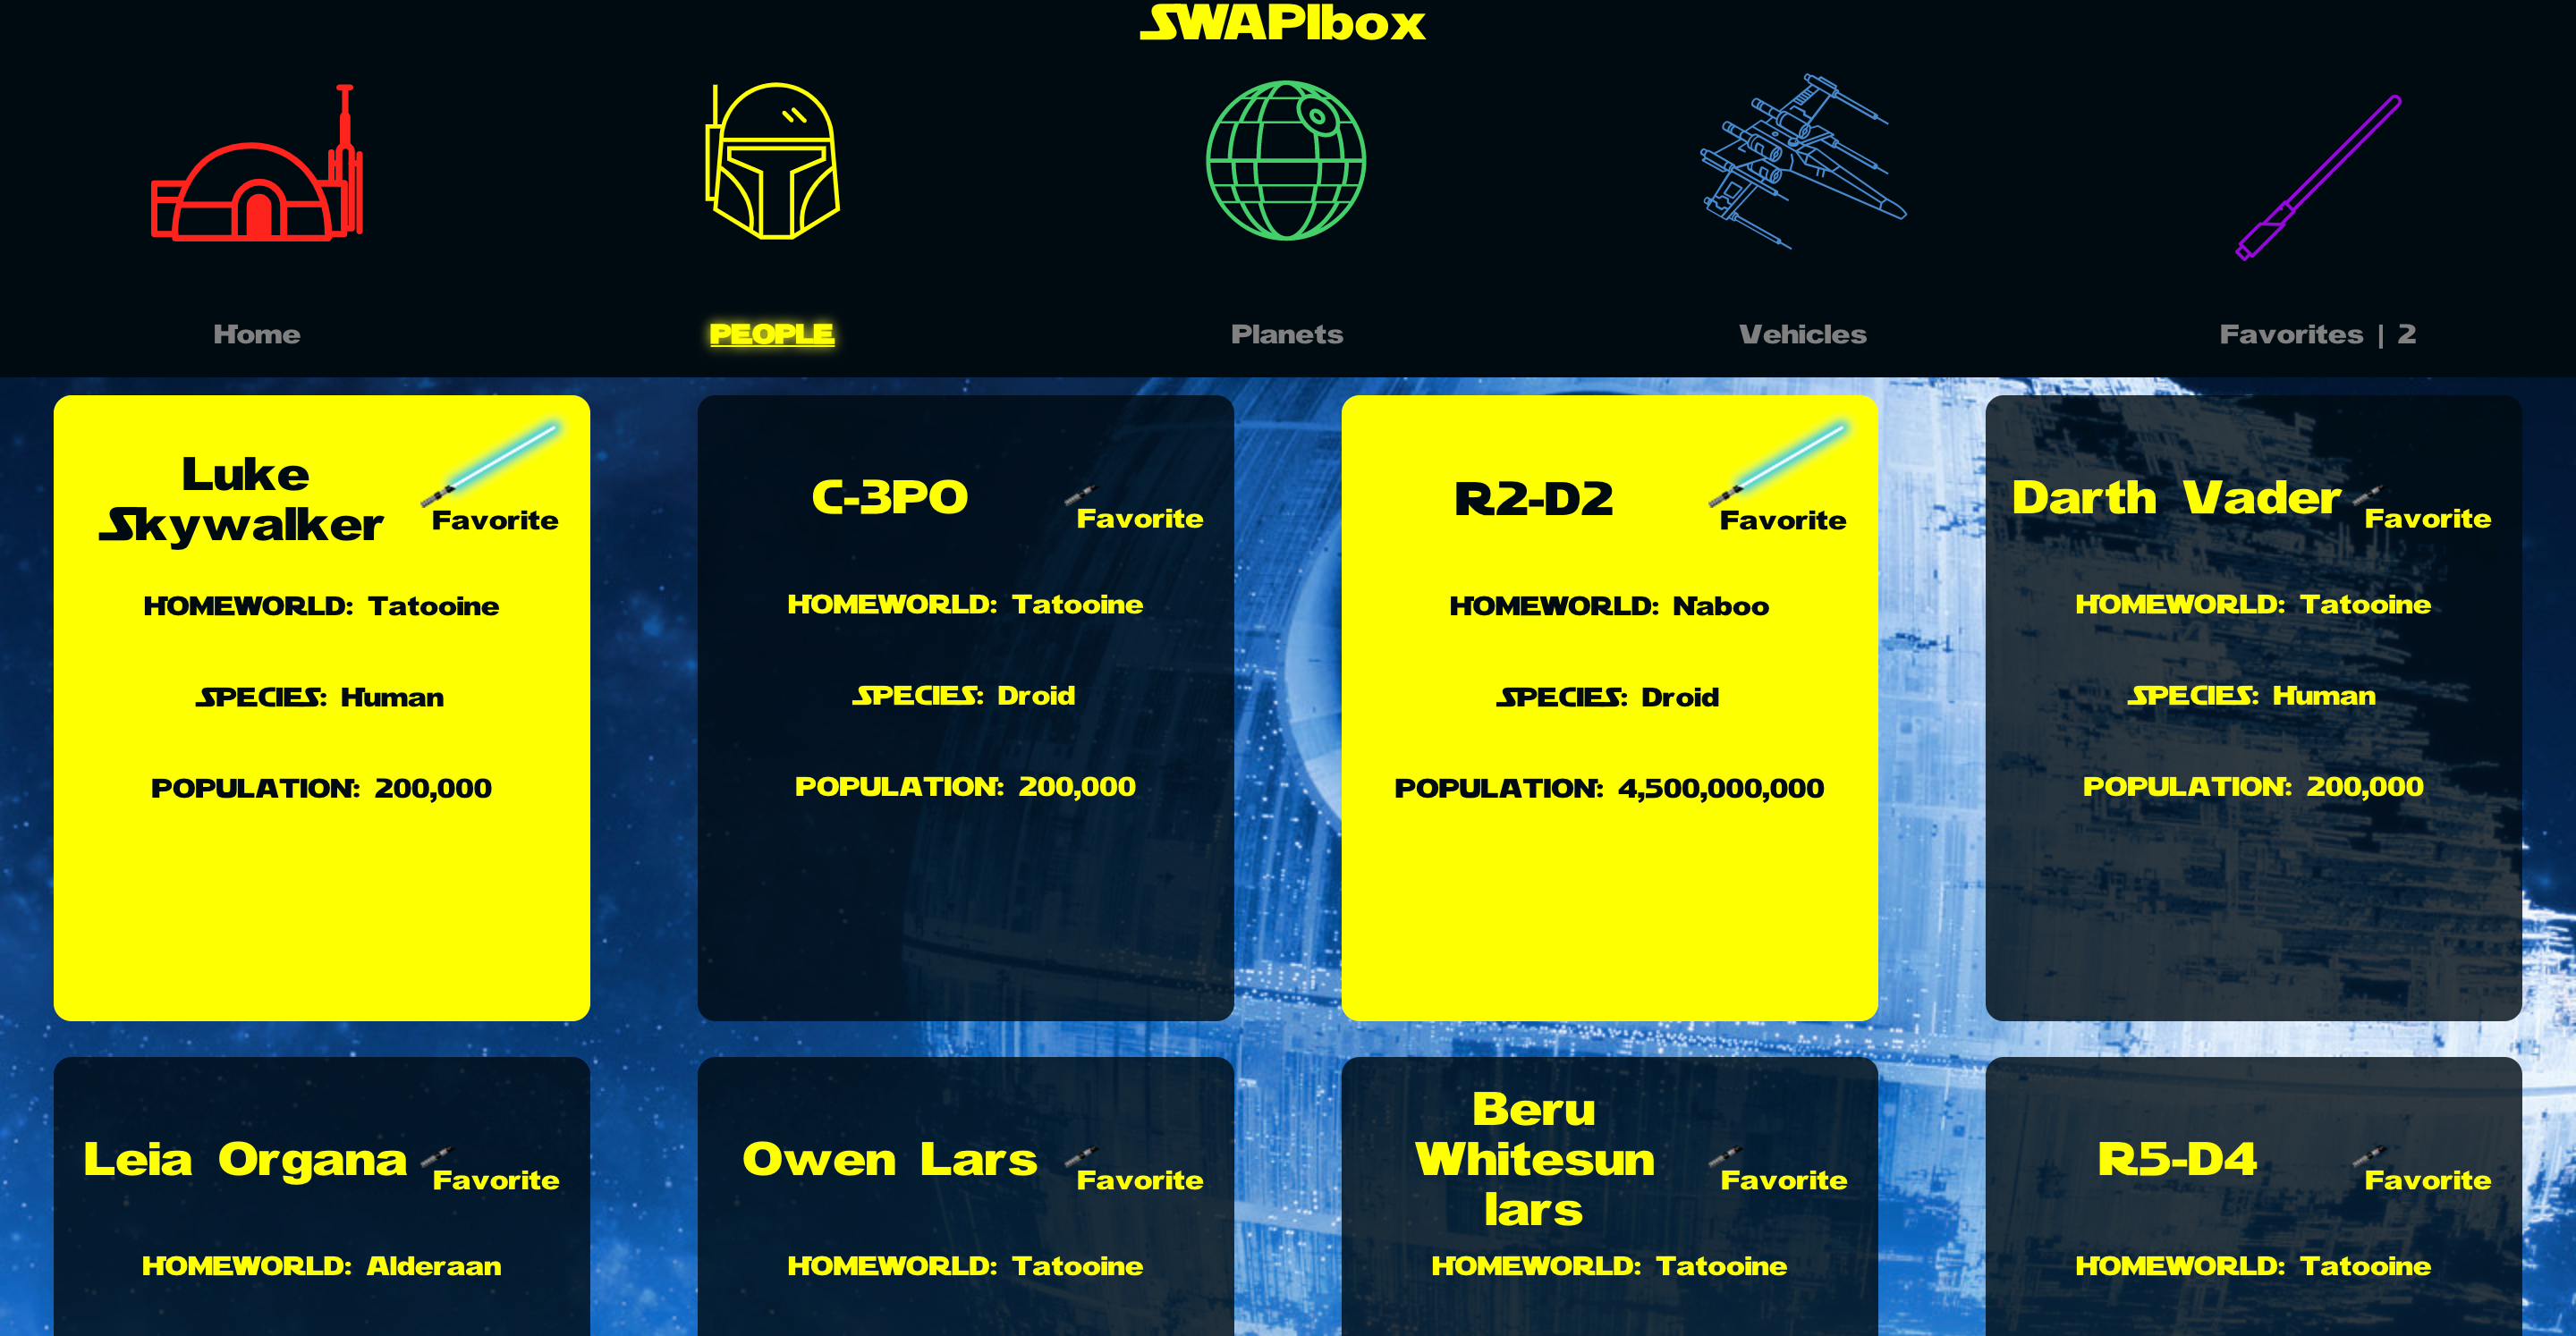 SWAPIbox
Home
PEOPLE
Planets
Vehicles
Favorites | 2
Luke
Skywalker
Favorite
HOMEWORLD: Tatooine
SPECIES: Human
POPULATION: 200,000
C-3PO
Favorite
HOMEWORLD: Tatooine
SPECIES: Droid
POPULATION: 200,000
R2-D2
Favorite
HOMEWORLD: Naboo
SPECIES: Droid
POPULATION: 4,500,000,000
Darth Vader
Favorite
HOMEWORLD: Tatooine
SPECIES: Human
POPULATION: 200,000
Leia Organa
Favorite
HOMEWORLD: Alderaan
Owen Lars
Favorite
HOMEWORLD: Tatooine
Beru
Whitesun
lars
Favorite
HOMEWORLD: Tatooine
R5-D4
Favorite
HOMEWORLD: Tatooine